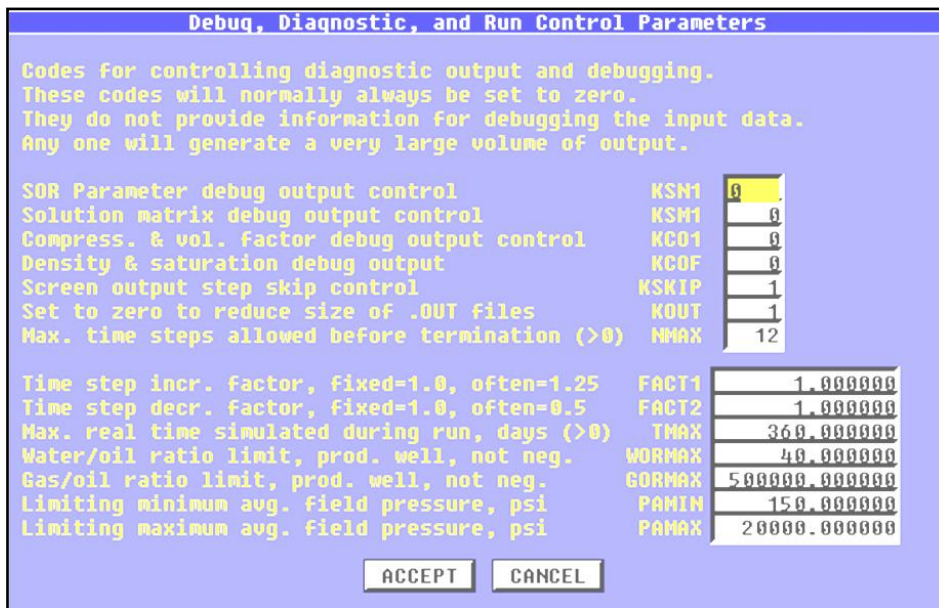 Debug, Diagnostic, and Run Control Parameters
Codes for controlling diagnostic output and debugging.
These codes will normally always be set to zero.
They do not provide information for debugging the input data.
Any one will generate a very large volume of output.
SOR Parameter debug output control KSN1 0
Solution matrix debug output control KSM1 0
Compress. & vol. factor debug output control KCO1 0
Density & saturation debug output KCOF 0
Screen output step skip control KSKIP 1
Set to zero to reduce size of .OUT files KOUT 1
Max. time steps allowed before termination (>0) NMAX 12
Time step incr. factor, fixed=1.0, often=1.25 FACT1 1.000000
Time step decr. factor, fixed=1.0, often=0.5 FACT2 1.000000
Max. real time simulated during run, days (>0) TMAX 360.000000
Water/oil ratio limit, prod. well, not neg. WORMAX 40.000000
Gas/oil ratio limit, prod. well, not neg. GORMAX 500000.000000
Limiting minimum avg. field pressure, psi PAMIN 150.000000
Limiting maximum avg. field pressure, psi PAMAX 20000.000000
ACCEPT CANCEL